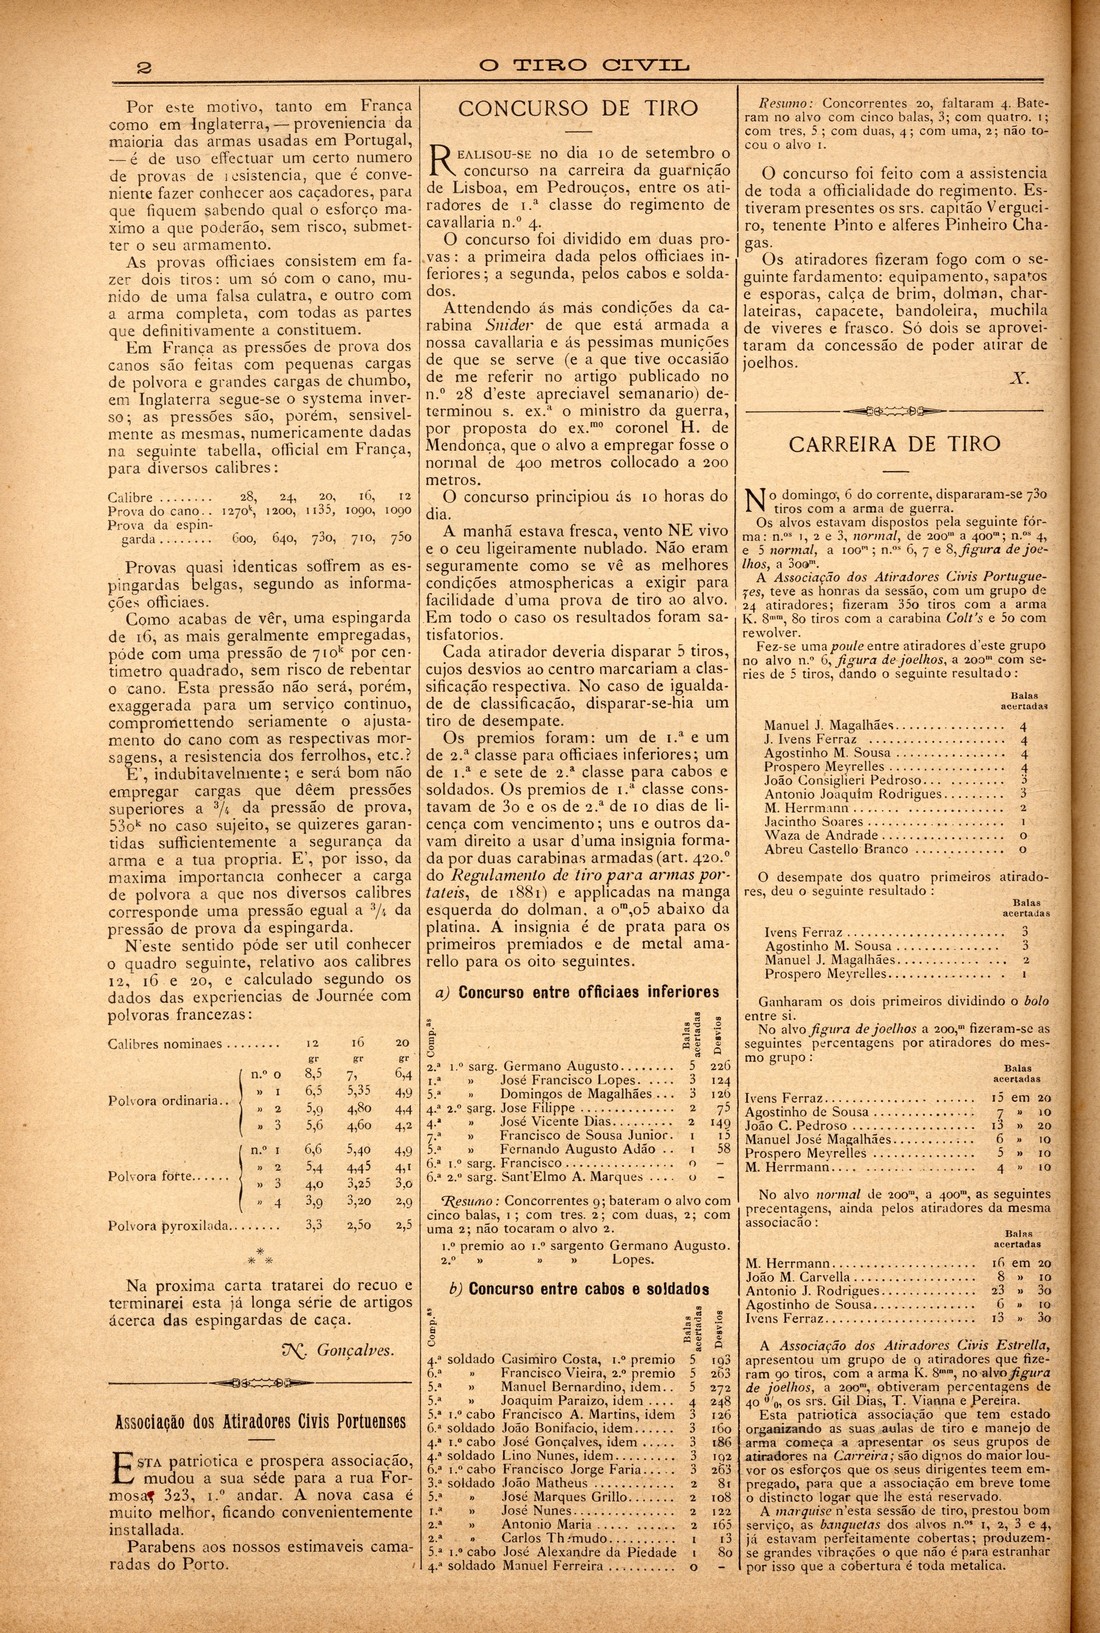 2
O TIRO CIVIL
Por este motivo, tanto em França
como em Inglaterra, — proveniencia da
maioria das armas usadas em Portugal,
— é de uso effectuar um certo numero
de provas de resistencia, que é conve-
niente fazer conhecer aos caçadores, para
que fiquem sabendo qual o esforço ma-
ximo a que poderão, sem risco, submet-
ter o seu armamento.
As provas officiaes consistem em fa-
zer dois tiros: um só com o cano, mu-
nido de uma falsa culatra, e outro com
a arma completa, com todas as partes
que definitivamente a constituem.
Em França as pressões de prova dos
canos são feitas com pequenas cargas
de polvora e grandes cargas de chumbo,
em Inglaterra segue-se o systema inver-
so; as pressões são, porém, sensivel-
mente as mesmas, numericamente dadas
na seguinte tabella, official em França,
para diversos calibres:
Calibre ........ 28, 24, 20, 16, 12
Prova do cano.. 1270k, 1200, 1135, 1090, 1090
Prova da espin-
garda ........ 600, 640, 730, 710, 750
Provas quasi identicas soffrem as es-
pingardas belgas, segundo as informa-
ções officiaes.
Como acabas de vêr, uma espingarda
de 16, as mais geralmente empregadas,
póde com uma pressão de 710k por cen-
timetro quadrado, sem risco de rebentar
o cano. Esta pressão não será, porém,
exaggerada para um serviço continuo,
compromettendo seriamente o ajusta-
mento do cano com as respectivas mor-
sagens, a resistencia dos ferrolhos, etc.?
E', indubitavelmente; e será bom não
empregar cargas que dêem pressões
superiores a 3/4 da pressão de prova,
530k no caso sujeito, se quizeres garan-
tidas sufficientemente a segurança da
arma e a tua propria. E', por isso, da
maxima importancia conhecer a carga
de polvora a que nos diversos calibres
corresponde uma pressão egual a 3/4 da
pressão de prova da espingarda.
N'este sentido póde ser util conhecer
o quadro seguinte, relativo aos calibres
12, 16 e 20, e calculado segundo os
dados das experiencias de Journée com
polvoras francezas:
Calibres nominaes ........ 12 16 20
gr gr gr
Polvora ordinaria.. n.º 0 8,5 7, 6,4
» 1 6,5 5,35 4,9
» 2 5,9 4,80 4,4
» 3 5,6 4,60 4,2
Polvora forte...... n.º 1 6,6 5,40 4,9
» 2 5,4 4,45 4,1
» 3 4,0 3,25 3,0
» 4 3,9 3,20 2,9
Polvora pyroxilada........ 3,3 2,50 2,5
* * *
Na proxima carta tratarei do recuo e
terminarei esta já longa série de artigos
ácerca das espingardas de caça.
N. Gonçalves.
Associação dos Atiradores Civis Portuenses
ESTA patriotica e prospera associação,
mudou a sua séde para a rua For-
mosa, 323, 1.º andar. A nova casa é
muito melhor, ficando convenientemente
installada.
Parabens aos nossos estimaveis cama-
radas do Porto.
CONCURSO DE TIRO
REALISOU-SE no dia 10 de setembro o
concurso na carreira da guarnição
de Lisboa, em Pedrouços, entre os ati-
radores de 1.ª classe do regimento de
cavallaria n.º 4.
O concurso foi dividido em duas pro-
vas: a primeira dada pelos officiaes in-
feriores; a segunda, pelos cabos e solda-
dos.
Attendendo ás más condições da ca-
rabina Snider de que está armada a
nossa cavallaria e ás pessimas munições
de que se serve (e a que tive occasião
de me referir no artigo publicado no
n.º 28 d'este apreciavel semanario) de-
terminou s. ex.ª o ministro da guerra,
por proposta do ex.mo coronel H. de
Mendonça, que o alvo a empregar fosse o
normal de 400 metros collocado a 200
metros.
O concurso principiou ás 10 horas do
dia.
A manhã estava fresca, vento NE vivo
e o ceu ligeiramente nublado. Não eram
seguramente como se vê as melhores
condições atmosphericas a exigir para
facilidade d'uma prova de tiro ao alvo.
Em todo o caso os resultados foram sa-
tisfatorios.
Cada atirador deveria disparar 5 tiros,
cujos desvios ao centro marcariam a clas-
sificação respectiva. No caso de igualda-
de de classificação, disparar-se-hia um
tiro de desempate.
Os premios foram: um de 1.ª e um
de 2.ª classe para officiaes inferiores; um
de 1.ª e sete de 2.ª classe para cabos e
soldados. Os premios de 1.ª classe cons-
tavam de 30 e os de 2.ª de 10 dias de li-
cença com vencimento; uns e outros da-
vam direito a usar d'uma insignia forma-
da por duas carabinas armadas (art. 420.º
do Regulamento de tiro para armas por-
tateis, de 1881) e applicadas na manga
esquerda do dolman, a 0m,05 abaixo da
platina. A insignia é de prata para os
primeiros premiados e de metal ama-
rello para os oito seguintes.
a) Concurso entre officiaes inferiores
Comp.as Balas acertadas Desvios
2.ª 1.º sarg. Germano Augusto........ 5 226
1.ª » José Francisco Lopes. .... 3 124
5.ª » Domingos de Magalhães... 3 126
4.ª 2.º sarg. Jose Filippe .............. 2 75
4.ª » José Vicente Dias......... 2 149
7.ª » Francisco de Sousa Junior. 1 15
5.ª » Fernando Augusto Adão .. 1 58
6.ª 1.º sarg. Francisco................ 0 –
6.ª 2.º sarg. Sant'Elmo A. Marques .... 0 –
Resumo: Concorrentes 9; bateram o alvo com
cinco balas, 1; com tres. 2; com duas, 2; com
uma 2; não tocaram o alvo 2.
1.º premio ao 1.º sargento Germano Augusto.
2.º » » » Lopes.
b) Concurso entre cabos e soldados
Comp.as Balas acertadas Desvios
4.ª soldado Casimiro Costa, 1.º premio 5 193
6.ª » Francisco Vieira, 2.º premio 5 263
5.ª » Manuel Bernardino, idem.. 5 272
5.ª » Joaquim Paraizo, idem .... 4 248
5.ª 1.º cabo Francisco A. Martins, idem 3 126
6.ª soldado João Bonifacio, idem...... 3 160
4.ª 1.º cabo José Gonçalves, idem ..... 3 186
4.ª soldado Lino Nunes, idem......... 3 192
6.ª 1.º cabo Francisco Jorge Faria..... 3 263
3.ª soldado João Matheus ........... 2 81
5.ª » José Marques Grillo....... 2 108
1.ª » José Nunes.............. 2 122
2.ª » Antonio Maria ........... 2 165
2.ª » Carlos Themudo.......... 1 13
5.ª 1.º cabo José Alexandre da Piedade 1 80
4.ª soldado Manuel Ferreira .......... 0 –
Resumo: Concorrentes 20, faltaram 4. Bate-
ram no alvo com cinco balas, 3; com quatro. 1;
com tres, 5; com duas, 4; com uma, 2; não to-
cou o alvo 1.
O concurso foi feito com a assistencia
de toda a officialidade do regimento. Es-
tiveram presentes os srs. capitão Verguei-
ro, tenente Pinto e alferes Pinheiro Cha-
gas.
Os atiradores fizeram fogo com o se-
guinte fardamento: equipamento, sapatos
e esporas, calça de brim, dolman, char-
lateiras, capacete, bandoleira, muchila
de viveres e frasco. Só dois se aprovei-
taram da concessão de poder atirar de
joelhos.
X.
CARREIRA DE TIRO
No domingo, 6 do corrente, dispararam-se 730
tiros com a arma de guerra.
Os alvos estavam dispostos pela seguinte fór-
ma: n.os 1, 2 e 3, normal, de 200m a 400m; n.os 4,
e 5 normal, a 100m; n.os 6, 7 e 8, figura de joe-
lhos, a 300m.
A Associação dos Atiradores Civis Portugue-
zes, teve as honras da sessão, com um grupo de
24 atiradores; fizeram 350 tiros com a arma
K. 8mm, 80 tiros com a carabina Colt's e 50 com
rewolver.
Fez-se uma poule entre atiradores d'este grupo
no alvo n.º 6, figura de joelhos, a 200m com se-
ries de 5 tiros, dando o seguinte resultado:
Balas
acertadas
Manuel J. Magalhães................ 4
J. Ivens Ferraz .................... 4
Agostinho M. Sousa ................ 4
Prospero Meyrelles ................. 4
João Consiglieri Pedroso... ......... 3
Antonio Joaquim Rodrigues......... 3
M. Herrmann ...................... 2
Jacintho Soares .................... 1
Waza de Andrade .................. 0
Abreu Castello Branco ............. 0
O desempate dos quatro primeiros atirado-
res, deu o seguinte resultado:
Balas
acertadas
Ivens Ferraz ....................... 3
Agostinho M. Sousa ............... 3
Manuel J. Magalhães............... 2
Prospero Meyrelles................ 1
Ganharam os dois primeiros dividindo o bolo
entre si.
No alvo figura de joelhos a 200,m fizeram-se as
seguintes percentagens por atiradores do mes-
mo grupo:
Balas
acertadas
Ivens Ferraz...................... 15 em 20
Agostinho de Sousa ............... 7 » 10
João C. Pedroso .................. 13 » 20
Manuel José Magalhães............ 6 » 10
Prospero Meyrelles ............... 5 » 10
M. Herrmann..................... 4 » 10
No alvo normal de 200m, a 400m, as seguintes
precentagens, ainda pelos atiradores da mesma
associacão:
Balas
acertadas
M. Herrmann..................... 16 em 20
João M. Carvella .................. 8 » 10
Antonio J. Rodrigues.............. 23 » 30
Agostinho de Sousa............... 6 » 10
Ivens Ferraz...................... 13 » 30
A Associação dos Atiradores Civis Estrella,
apresentou um grupo de 9 atiradores que fize-
ram 90 tiros, com a arma K. 8mm, no alvo figura
de joelhos, a 200m, obtiveram percentagens de
40 %, os srs. Gil Dias, T. Vianna e Pereira.
Esta patriotica associação que tem estado
organizando as suas aulas de tiro e manejo de
arma começa a apresentar os seus grupos de
atiradores na Carreira; são dignos do maior lou-
vor os esforços que os seus dirigentes teem em-
pregado, para que a associação em breve tome
o distincto logar que lhe está reservado.
A marquise n'esta sessão de tiro, prestou bom
serviço, as banquetas dos alvos n.os 1, 2, 3 e 4,
já estavam perfeitamente cobertas; produzem-
se grandes vibrações o que não é para estranhar
por isso que a cobertura é toda metalica.